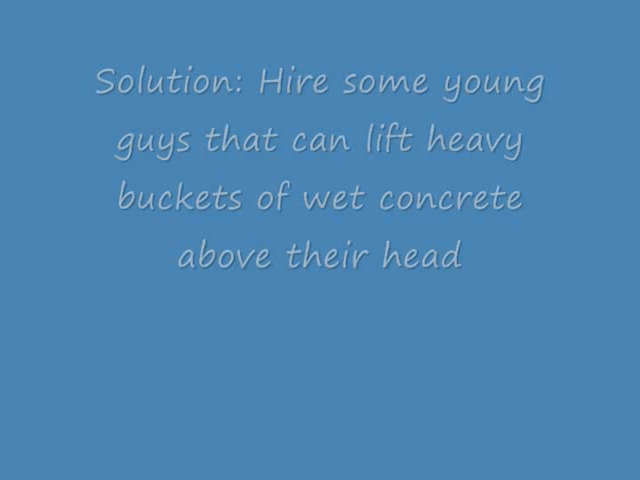 Solution: Hire some young
guys that can lift heavy
buckets of wet concrete
above their head